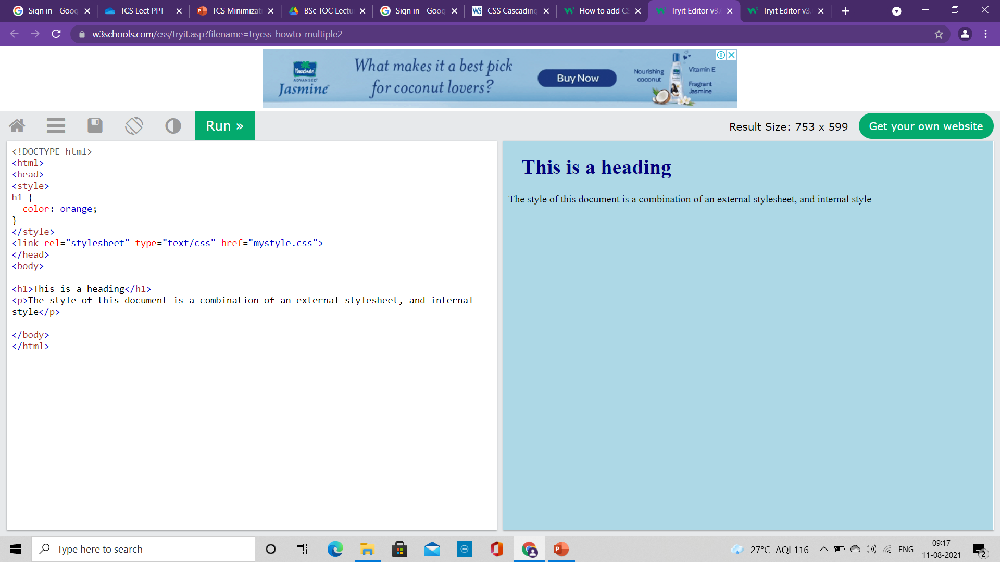 Sign in - Goog
TCS Lect PPT -
TCS Minimizat
BSc TOC Lectu
Sign in - Goog
W3 CSS Cascading
How to add CS
Tryit Editor v3.
Tryit Editor v3.
w3schools.com/css/tryit.asp?filename=trycss_howto_multiple2
Parachute
ADVANSED
Jasmine
What makes it a best pick
for coconut lovers?
Buy Now
Nourishing
coconut
Vitamin E
Fragrant
Jasmine
Run »
Result Size: 753 x 599
Get your own website
<!DOCTYPE html>
<html>
<head>
<style>
h1 {
  color: orange;
}
</style>
<link rel="stylesheet" type="text/css" href="mystyle.css">
</head>
<body>
<h1>This is a heading</h1>
<p>The style of this document is a combination of an external stylesheet, and internal
style</p>
</body>
</html>
This is a heading
The style of this document is a combination of an external stylesheet, and internal style
Type here to search
DELL
27°C AQI 116
ENG
09:17
11-08-2021
2